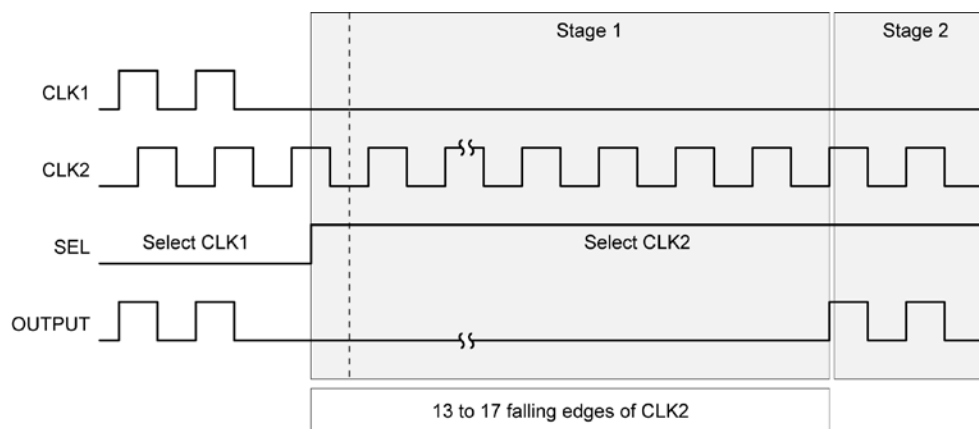 Stage 1
Stage 2
CLK1
CLK2
SEL
Select CLK1
Select CLK2
OUTPUT
13 to 17 falling edges of CLK2